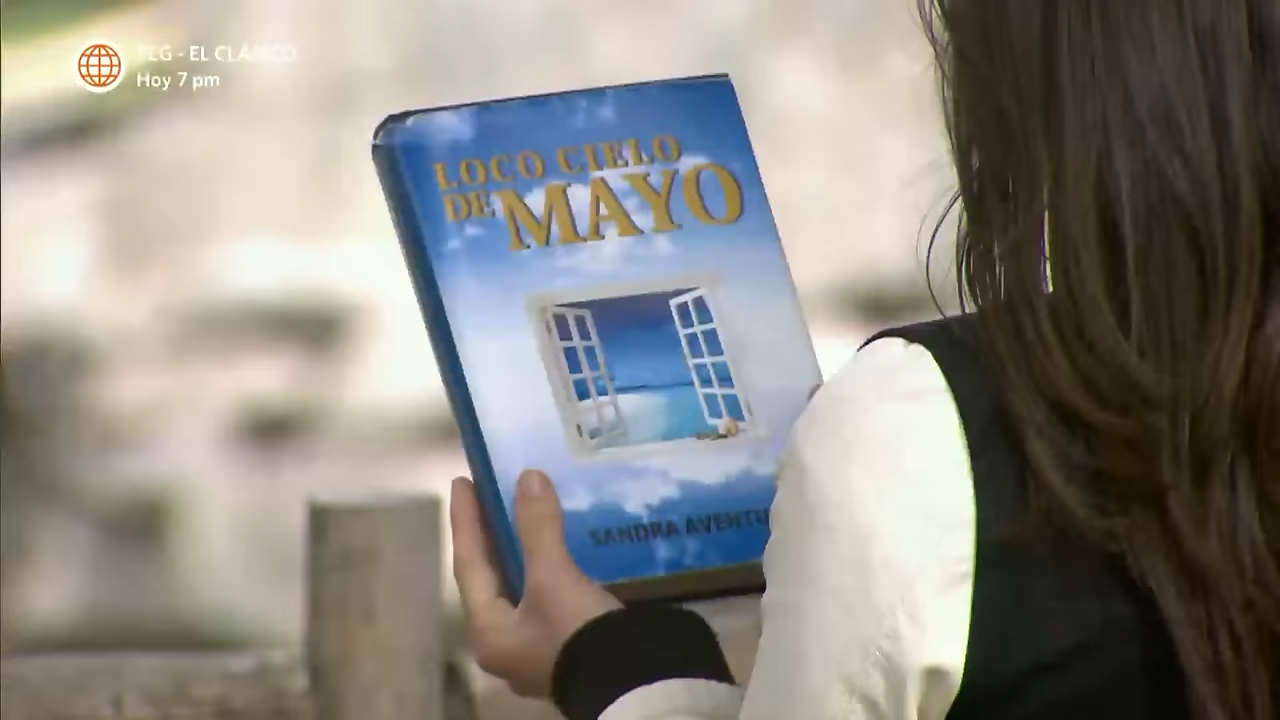 - EL CLÁSICO
Hoy 7 pm
LOCO CIELO
DE MAYO
SANDRA